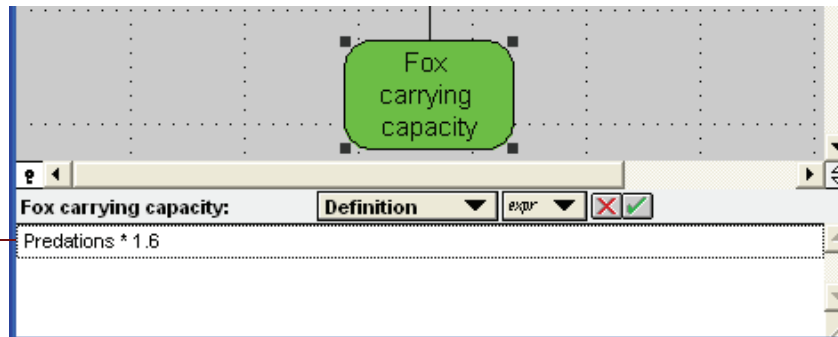 Fox
carrying
capacity
?
Fox carrying capacity: Definition expr
Predations * 1.6